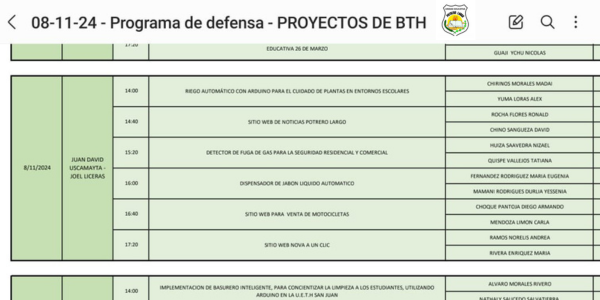 08-11-24 - Programa de defensa - PROYECTOS DE BTH
17:20
EDUCATIVA 26 DE MARZO
GUAJI YCHU NICOLAS
8/11/2024
JUAN DAVID
USCAMAYTA -
JOEL LICERAS
14:00
RIEGO AUTOMÁTICO CON ARDUINO PARA EL CUIDADO DE PLANTAS EN ENTORNOS ESCOLARES
CHIRINOS MORALES MADAI
YUMA LORAS ALEX
14:40
SITIO WEB DE NOTICIAS POTRERO LARGO
ROCHA FLORES RONALD
CHINO SANGUEZA DAVID
15:20
DETECTOR DE FUGA DE GAS PARA LA SEGURIDAD RESIDENCIAL Y COMERCIAL
HUIZA SAAVEDRA NIZAEL
QUISPE VALLEJOS TATIANA
16:00
DISPENSADOR DE JABON LIQUIDO AUTOMATICO
FERNANDEZ RODRIGUEZ MARIA EUGENIA
MAMANI RODRIGUES DURLIA YESSENIA
16:40
SITIO WEB PARA VENTA DE MOTOCICLETAS
CHOQUE PANTOJA DIEGO ARMANDO
MENDOZA LIMON CARLA
17:20
SITIO WEB NOVA A UN CLIC
RAMOS NORELIS ANDREA
RIVERA ENRIQUEZ MARIA
14:00
IMPLEMENTACION DE BASURERO INTELIGENTE, PARA CONCIENTIZAR LA LIMPIEZA A LOS ESTUDIANTES, UTILIZANDO
ARDUINO EN LA U.E.T.H SAN JUAN
ALVARO MORALES RIVERO
NATHALY SAUCEDO SALVATIERRA